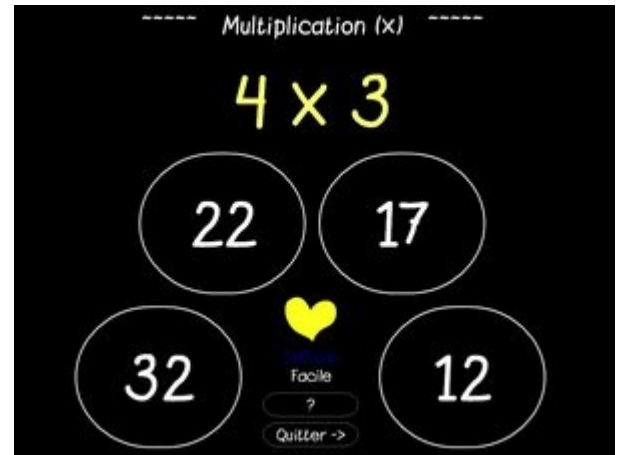 ~~~~~ Multiplication (x) ~~~~~
4 x 3
22 17
32 12
Facile
?
Quitter ->